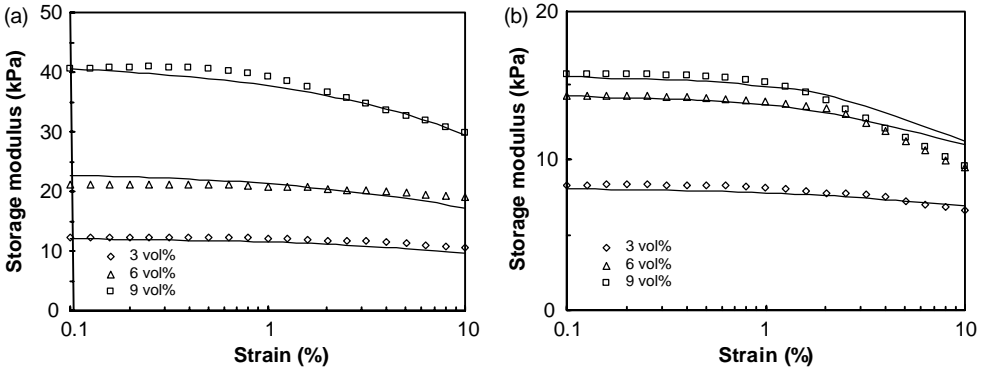 (a)
50
40
30
20
10
0
Storage modulus (kPa)
3 vol%
6 vol%
9 vol%
0.1
1
10
Strain (%)
(b)
20
10
0
Storage modulus (kPa)
3 vol%
6 vol%
9 vol%
0.1
1
10
Strain (%)